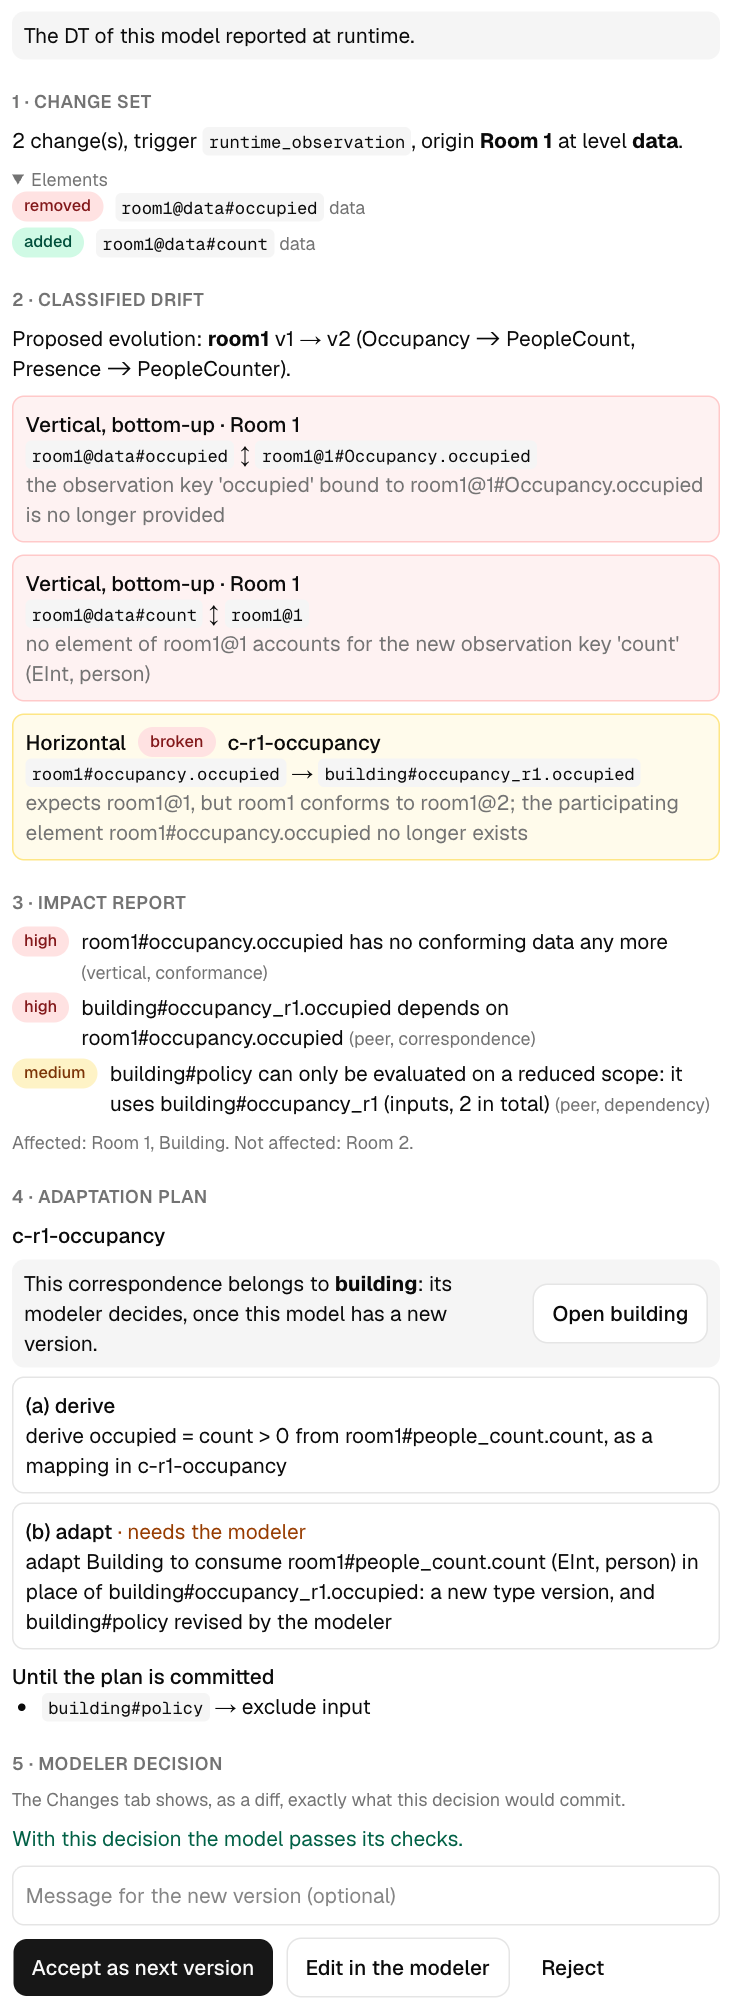 The DT of this model reported at runtime.
1 · CHANGE SET
2 change(s), trigger runtime_observation, origin Room 1 at level data.
▼ Elements
removed room1@data#occupied data
added room1@data#count data
2 · CLASSIFIED DRIFT
Proposed evolution: room1 v1 → v2 (Occupancy → PeopleCount,
Presence → PeopleCounter).
Vertical, bottom-up · Room 1
room1@data#occupied ↕ room1@1#Occupancy.occupied
the observation key 'occupied' bound to room1@1#Occupancy.occupied
is no longer provided
Vertical, bottom-up · Room 1
room1@data#count ↕ room1@1
no element of room1@1 accounts for the new observation key 'count'
(EInt, person)
Horizontal broken c-r1-occupancy
room1#occupancy.occupied → building#occupancy_r1.occupied
expects room1@1, but room1 conforms to room1@2; the participating
element room1#occupancy.occupied no longer exists
3 · IMPACT REPORT
high room1#occupancy.occupied has no conforming data any more
(vertical, conformance)
high building#occupancy_r1.occupied depends on
room1#occupancy.occupied (peer, correspondence)
medium building#policy can only be evaluated on a reduced scope: it
uses building#occupancy_r1 (inputs, 2 in total) (peer, dependency)
Affected: Room 1, Building. Not affected: Room 2.
4 · ADAPTATION PLAN
c-r1-occupancy
This correspondence belongs to building: its
modeler decides, once this model has a new
version.
Open building
(a) derive
derive occupied = count > 0 from room1#people_count.count, as a
mapping in c-r1-occupancy
(b) adapt · needs the modeler
adapt Building to consume room1#people_count.count (EInt, person) in
place of building#occupancy_r1.occupied: a new type version, and
building#policy revised by the modeler
Until the plan is committed
• building#policy → exclude input
5 · MODELER DECISION
The Changes tab shows, as a diff, exactly what this decision would commit.
With this decision the model passes its checks.
Message for the new version (optional)
Accept as next version Edit in the modeler Reject